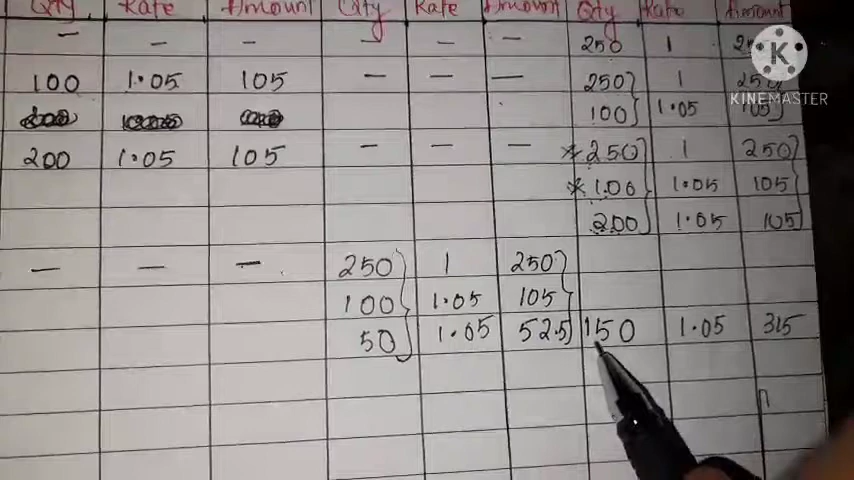 Qty Rate Amount Qty Rate Amount Qty Rate Amount
— — — — — — 250 1
100 1.05 105 — — — 250 1 250
100 1.05 105
200 1.05 105 — — — *250 1 250
*100 1.05 105
200 1.05 105
— — — 250 1 250
100 1.05 105
50 1.05 52.5 150 1.05 315
K
KINEMASTER